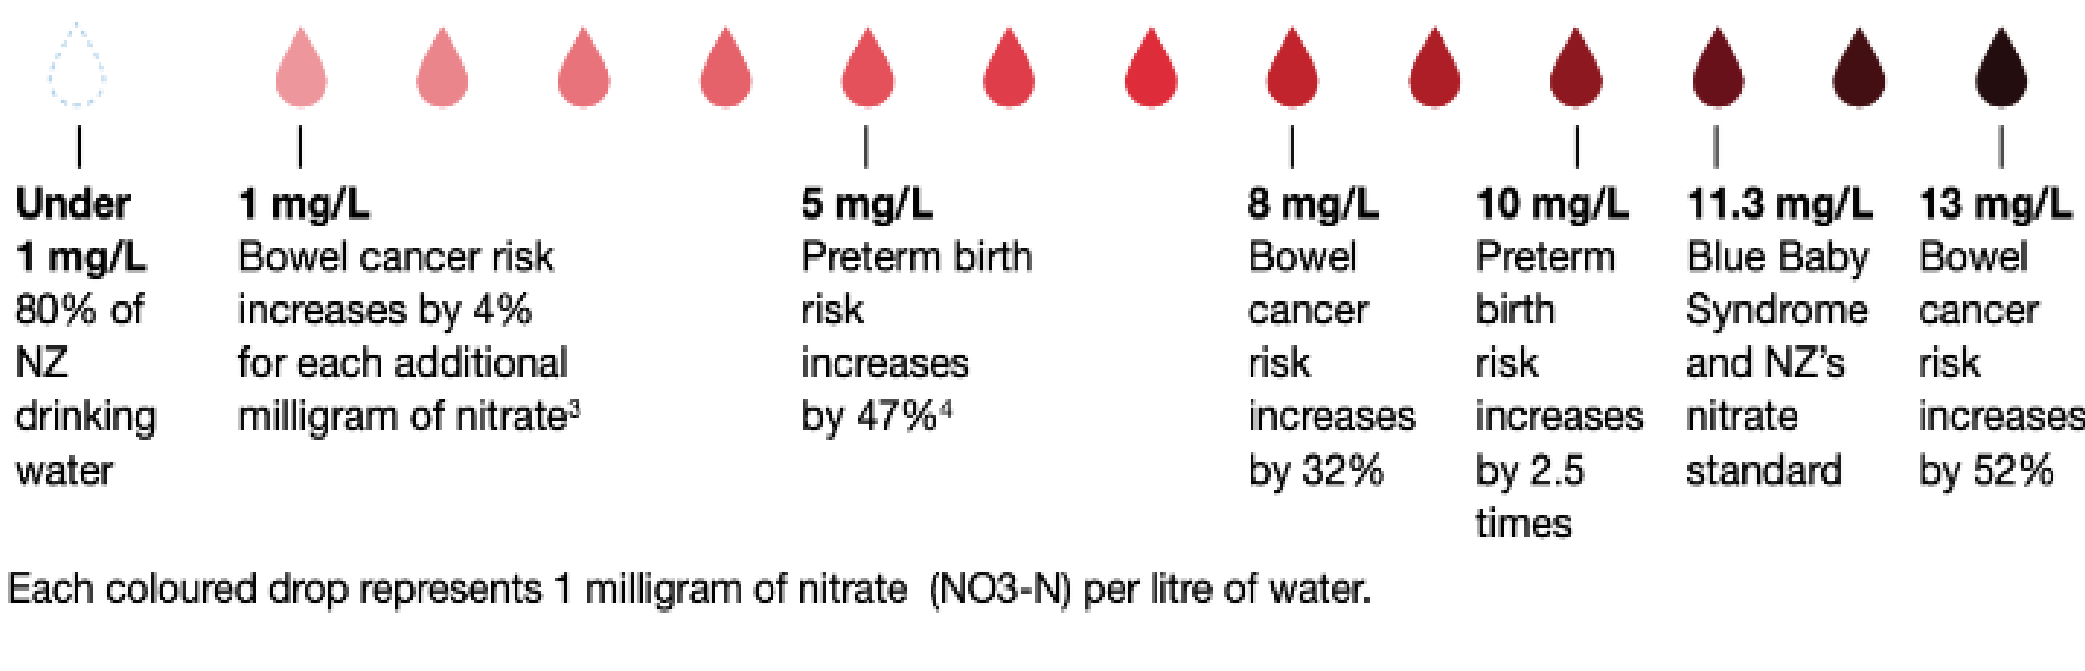 Under
1 mg/L
80% of
NZ
drinking
water
1 mg/L
Bowel cancer risk
increases by 4%
for each additional
milligram of nitrate³
5 mg/L
Preterm birth
risk
increases
by 47%⁴
8 mg/L
Bowel
cancer
risk
increases
by 32%
10 mg/L
Preterm
birth
risk
increases
by 2.5
times
11.3 mg/L
Blue Baby
Syndrome
and NZ's
nitrate
standard
13 mg/L
Bowel
cancer
risk
increases
by 52%
Each coloured drop represents 1 milligram of nitrate (NO3-N) per litre of water.